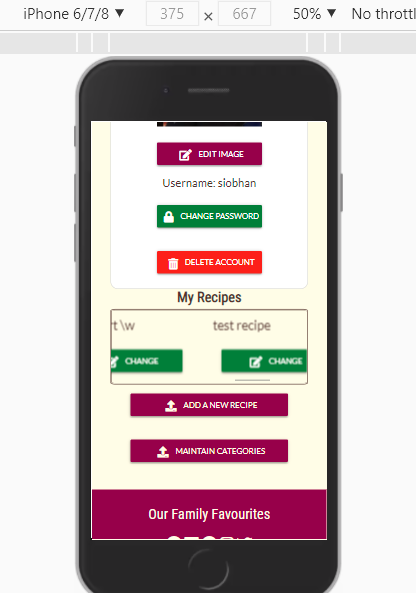 iPhone 6/7/8 ▼ 375 × 667 50% ▼ No throttl
EDIT IMAGE
Username: siobhan
CHANGE PASSWORD
DELETE ACCOUNT
My Recipes
rt \w test recipe
CHANGE CHANGE
ADD A NEW RECIPE
MAINTAIN CATEGORIES
Our Family Favourites